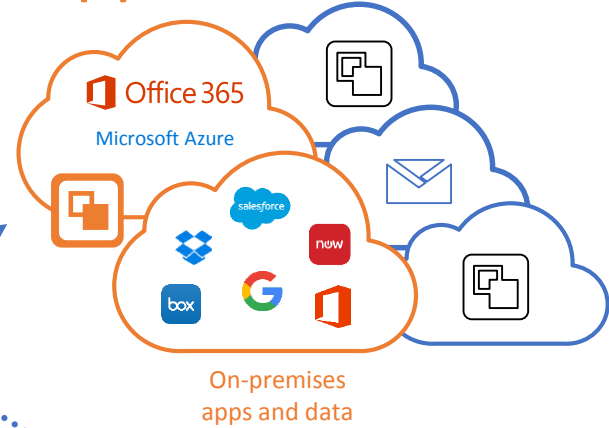 Office 365
Microsoft Azure
salesforce
now
box
G
On-premises
apps and data